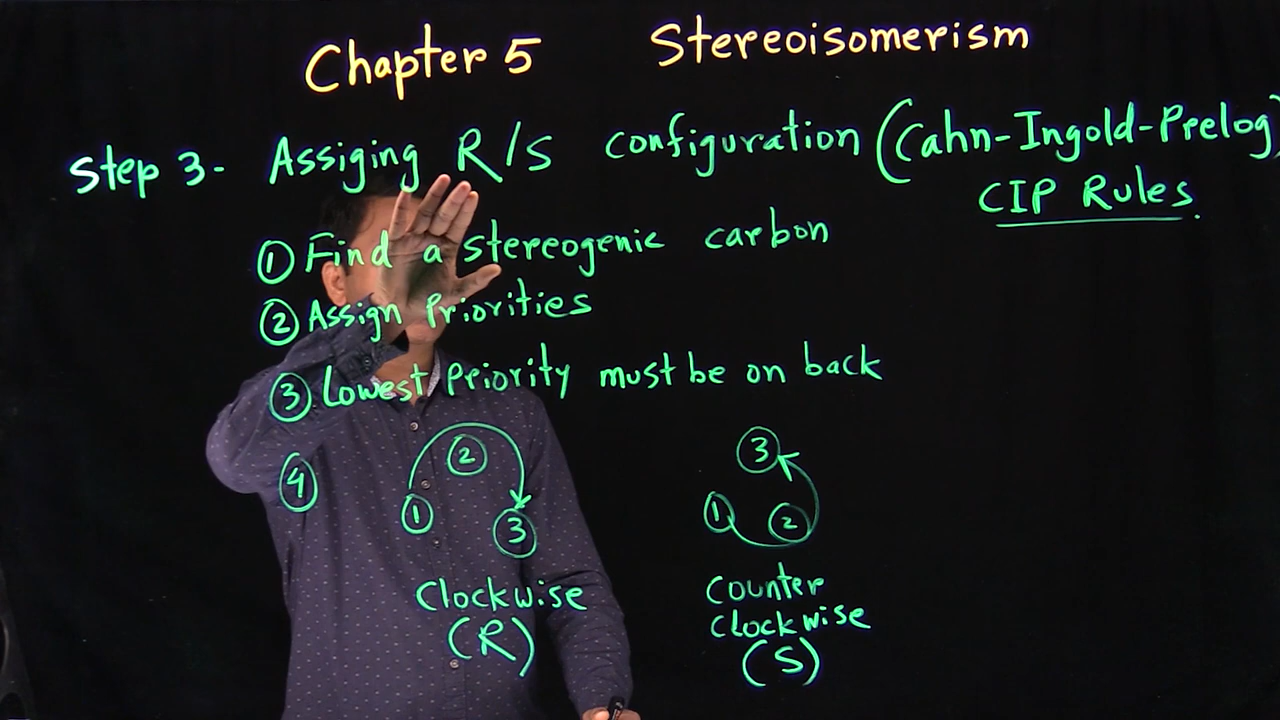 Chapter 5 Stereoisomerism
Step 3- Assiging R/S configuration (Cahn-Ingold-Prelog)
CIP Rules.
① Find a stereogenic carbon
② Assign Priorities
③ Lowest Priority must be on back
④
② ③
① ③ ① ②
Clockwise Counter
clockwise
(R) (S)